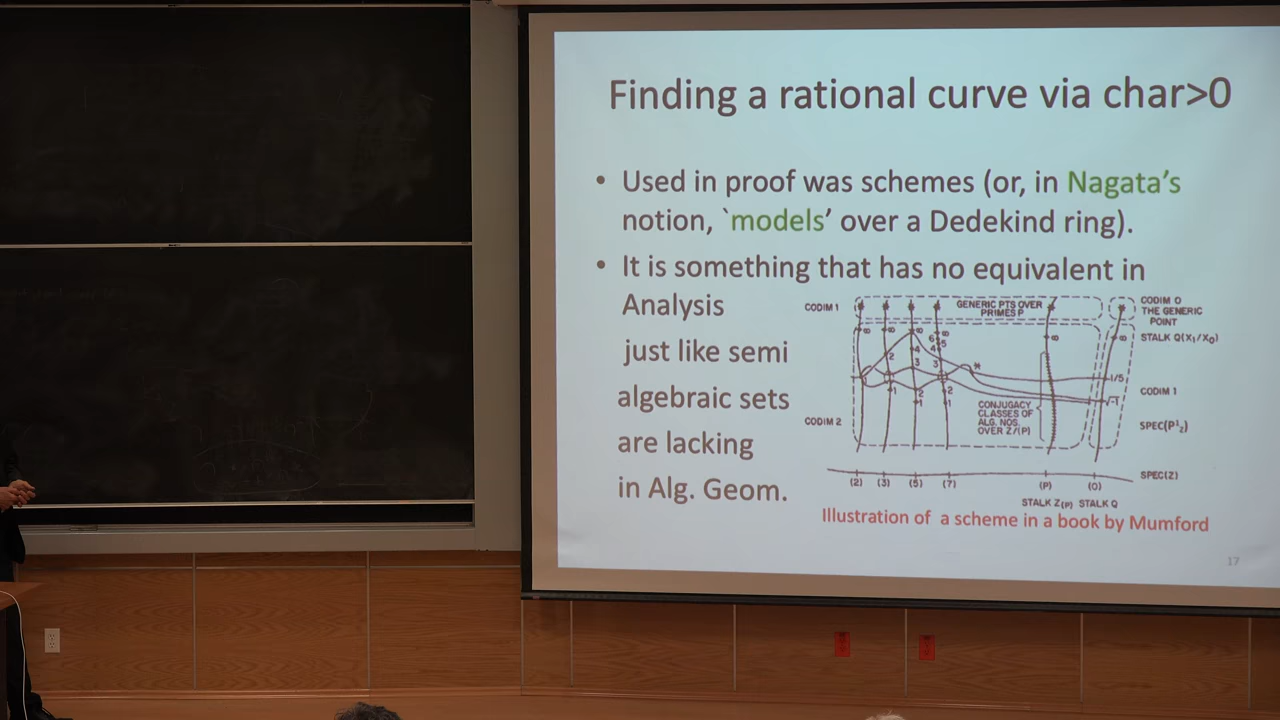 Finding a rational curve via char>0
• Used in proof was schemes (or, in Nagata's
notion, `models' over a Dedekind ring).
• It is something that has no equivalent in
Analysis
just like semi
algebraic sets
are lacking
in Alg. Geom.
CODIM 1
GENERIC PTS OVER
PRIMES P
CODIM 0
THE GENERIC
POINT
STALK Q(X₁/X₀)
1/5
CODIM 1
√-1
CONJUGACY
CLASSES OF
ALG. NOS.
OVER Z/(P)
CODIM 2
SPEC(P¹z)
SPEC(Z)
(2) (3) (5) (7) (P) (0)
STALK Z(P) STALK Q
Illustration of a scheme in a book by Mumford
17